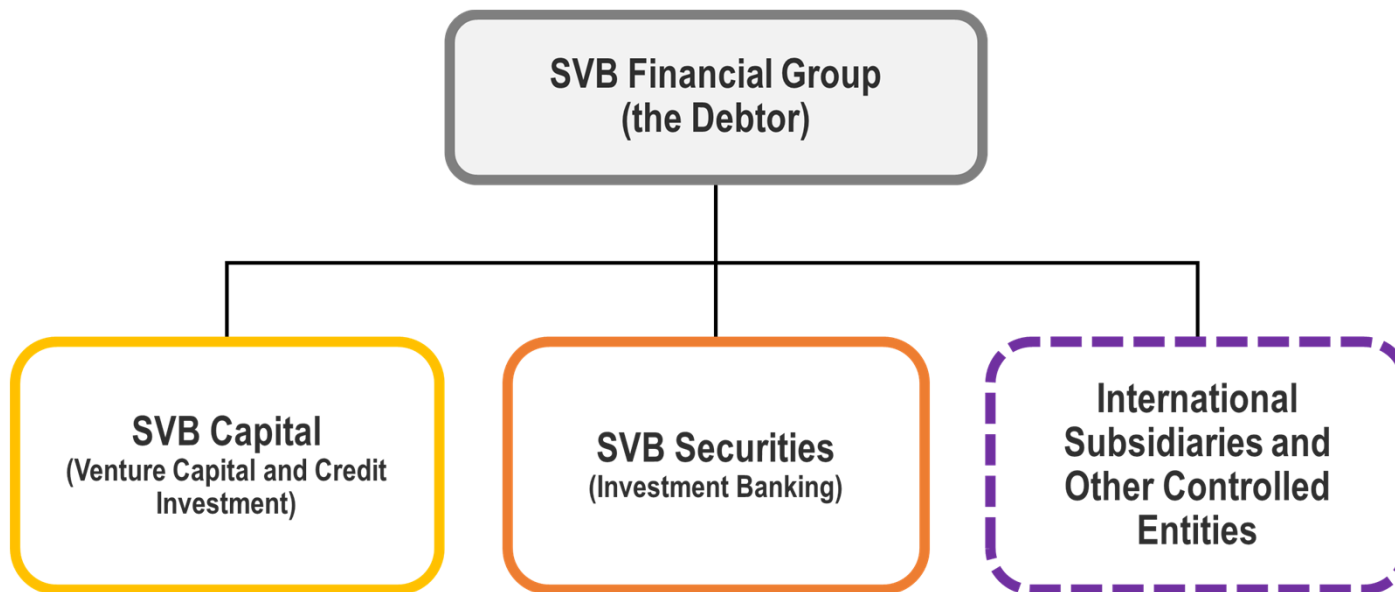 SVB Financial Group
(the Debtor)
SVB Capital
(Venture Capital and Credit
Investment)
SVB Securities
(Investment Banking)
International
Subsidiaries and
Other Controlled
Entities